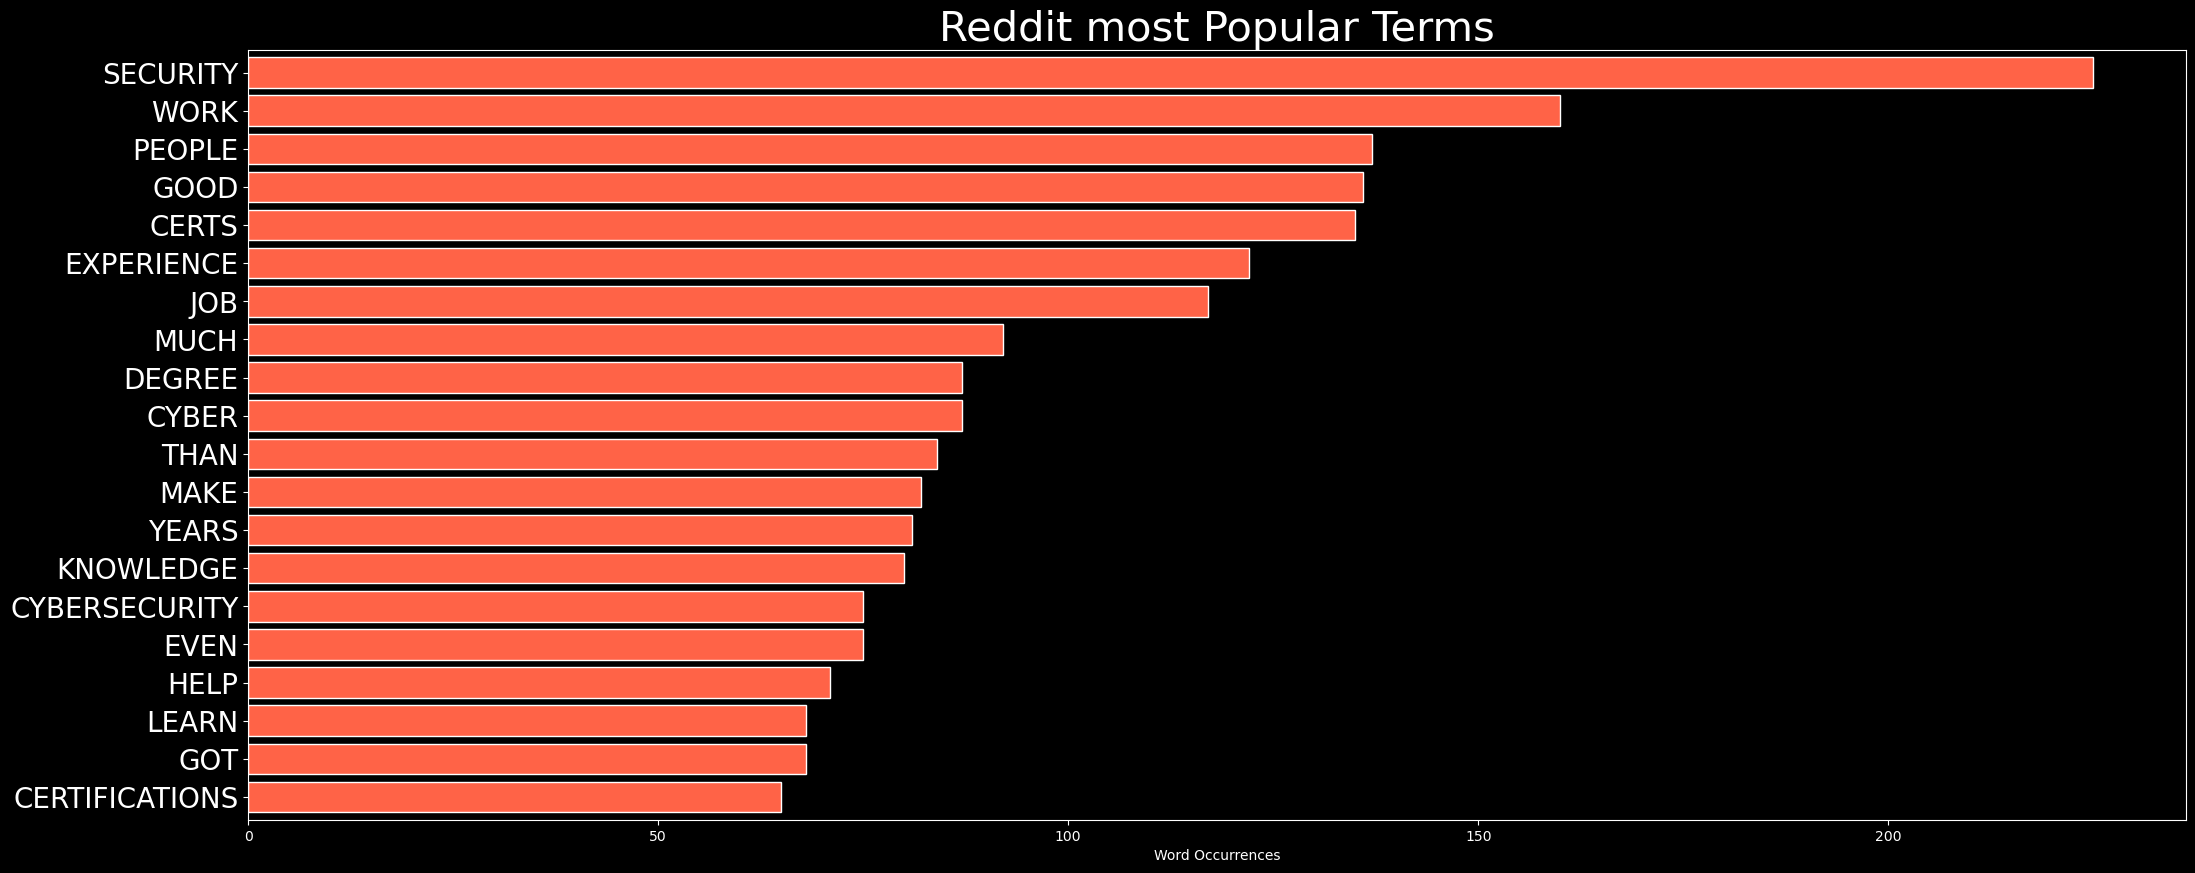 Reddit most Popular Terms
SECURITY
WORK
PEOPLE
GOOD
CERTS
EXPERIENCE
JOB
MUCH
DEGREE
CYBER
THAN
MAKE
YEARS
KNOWLEDGE
CYBERSECURITY
EVEN
HELP
LEARN
GOT
CERTIFICATIONS
0 50 100 150 200
Word Occurrences